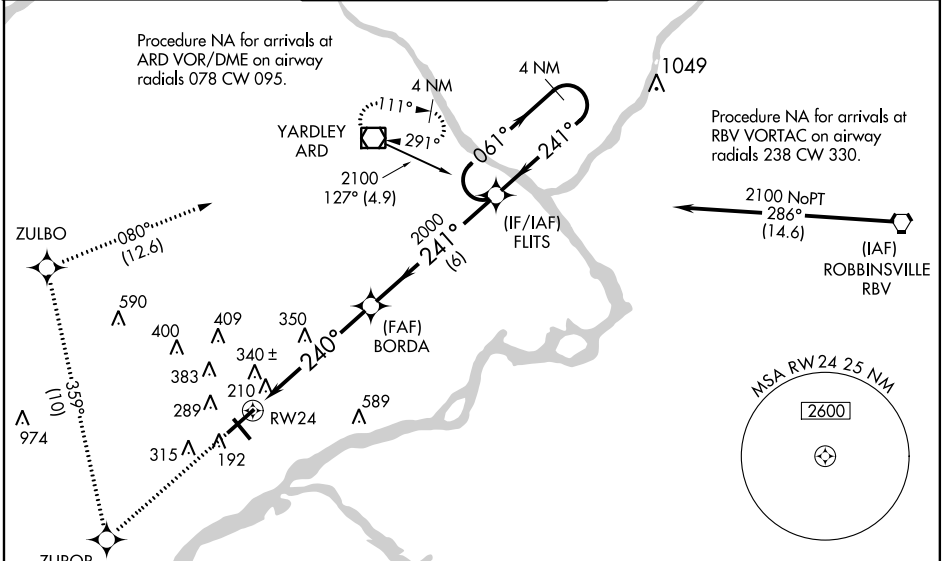 Procedure NA for arrivals at
ARD VOR/DME on airway
radials 078 CW 095.
4 NM
111°
291°
YARDLEY
ARD
2100
127° (4.9)
4 NM
061°
241°
1049
Procedure NA for arrivals at
RBV VORTAC on airway
radials 238 CW 330.
2100 NoPT
286°
(14.6)
(IAF)
ROBBINSVILLE
RBV
(IF/IAF)
FLITS
2000
241°
(6)
ZULBO
080°
(12.6)
(FAF)
BORDA
240°
590
400
409
350
383
340 ±
210
289
RW24
589
359°
(10)
974
315
192
MSA RW24 25 NM
2600